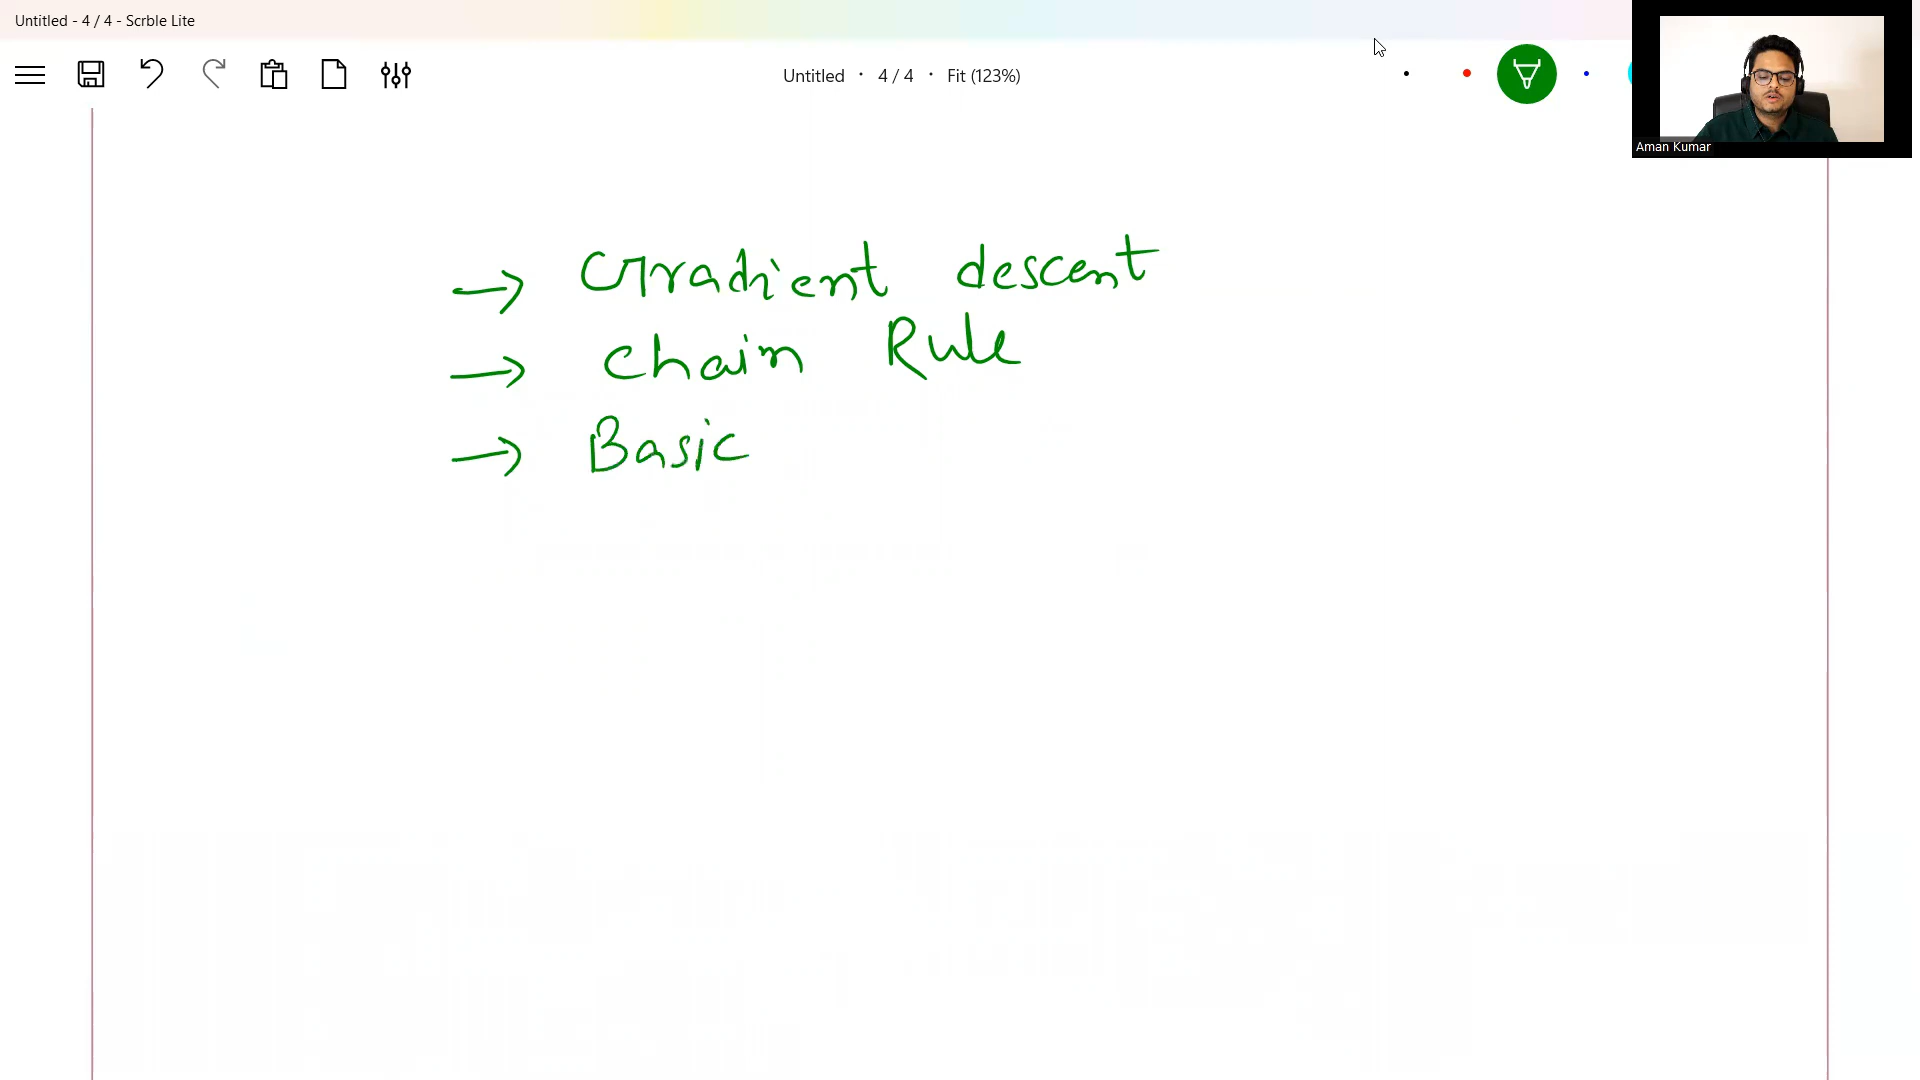 Untitled - 4 / 4 - Scrble Lite
Untitled • 4 / 4 • Fit (123%)
Aman Kumar
→ Gradient descent
→ Chain Rule
→ Basic